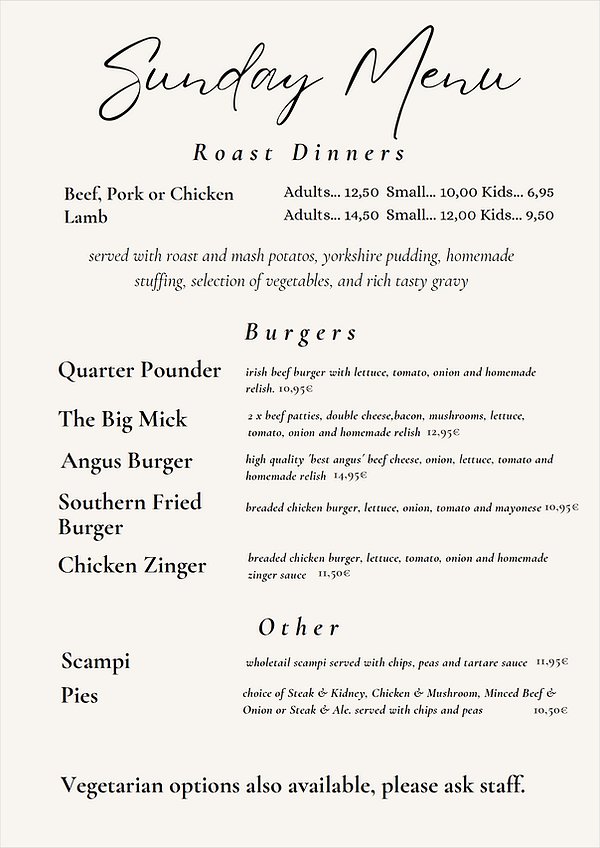 Sunday Menu
Roast Dinners
Beef, Pork or Chicken Adults... 12,50 Small... 10,00 Kids... 6,95
Lamb Adults... 14,50 Small... 12,00 Kids... 9,50
served with roast and mash potatos, yorkshire pudding, homemade
stuffing, selection of vegetables, and rich tasty gravy
Burgers
Quarter Pounder irish beef burger with lettuce, tomato, onion and homemade
relish. 10,95€
The Big Mick 2 x beef patties, double cheese,bacon, mushrooms, lettuce,
tomato, onion and homemade relish 12,95€
Angus Burger high quality 'best angus' beef cheese, onion, lettuce, tomato and
homemade relish 14,95€
Southern Fried
Burger
breaded chicken burger, lettuce, onion, tomato and mayonese 10,95€
Chicken Zinger breaded chicken burger, lettuce, tomato, onion and homemade
zinger sauce 11,50€
Other
Scampi wholetail scampi served with chips, peas and tartare sauce 11,95€
Pies choice of Steak & Kidney, Chicken & Mushroom, Minced Beef &
Onion or Steak & Ale. served with chips and peas 10,50€
Vegetarian options also available, please ask staff.